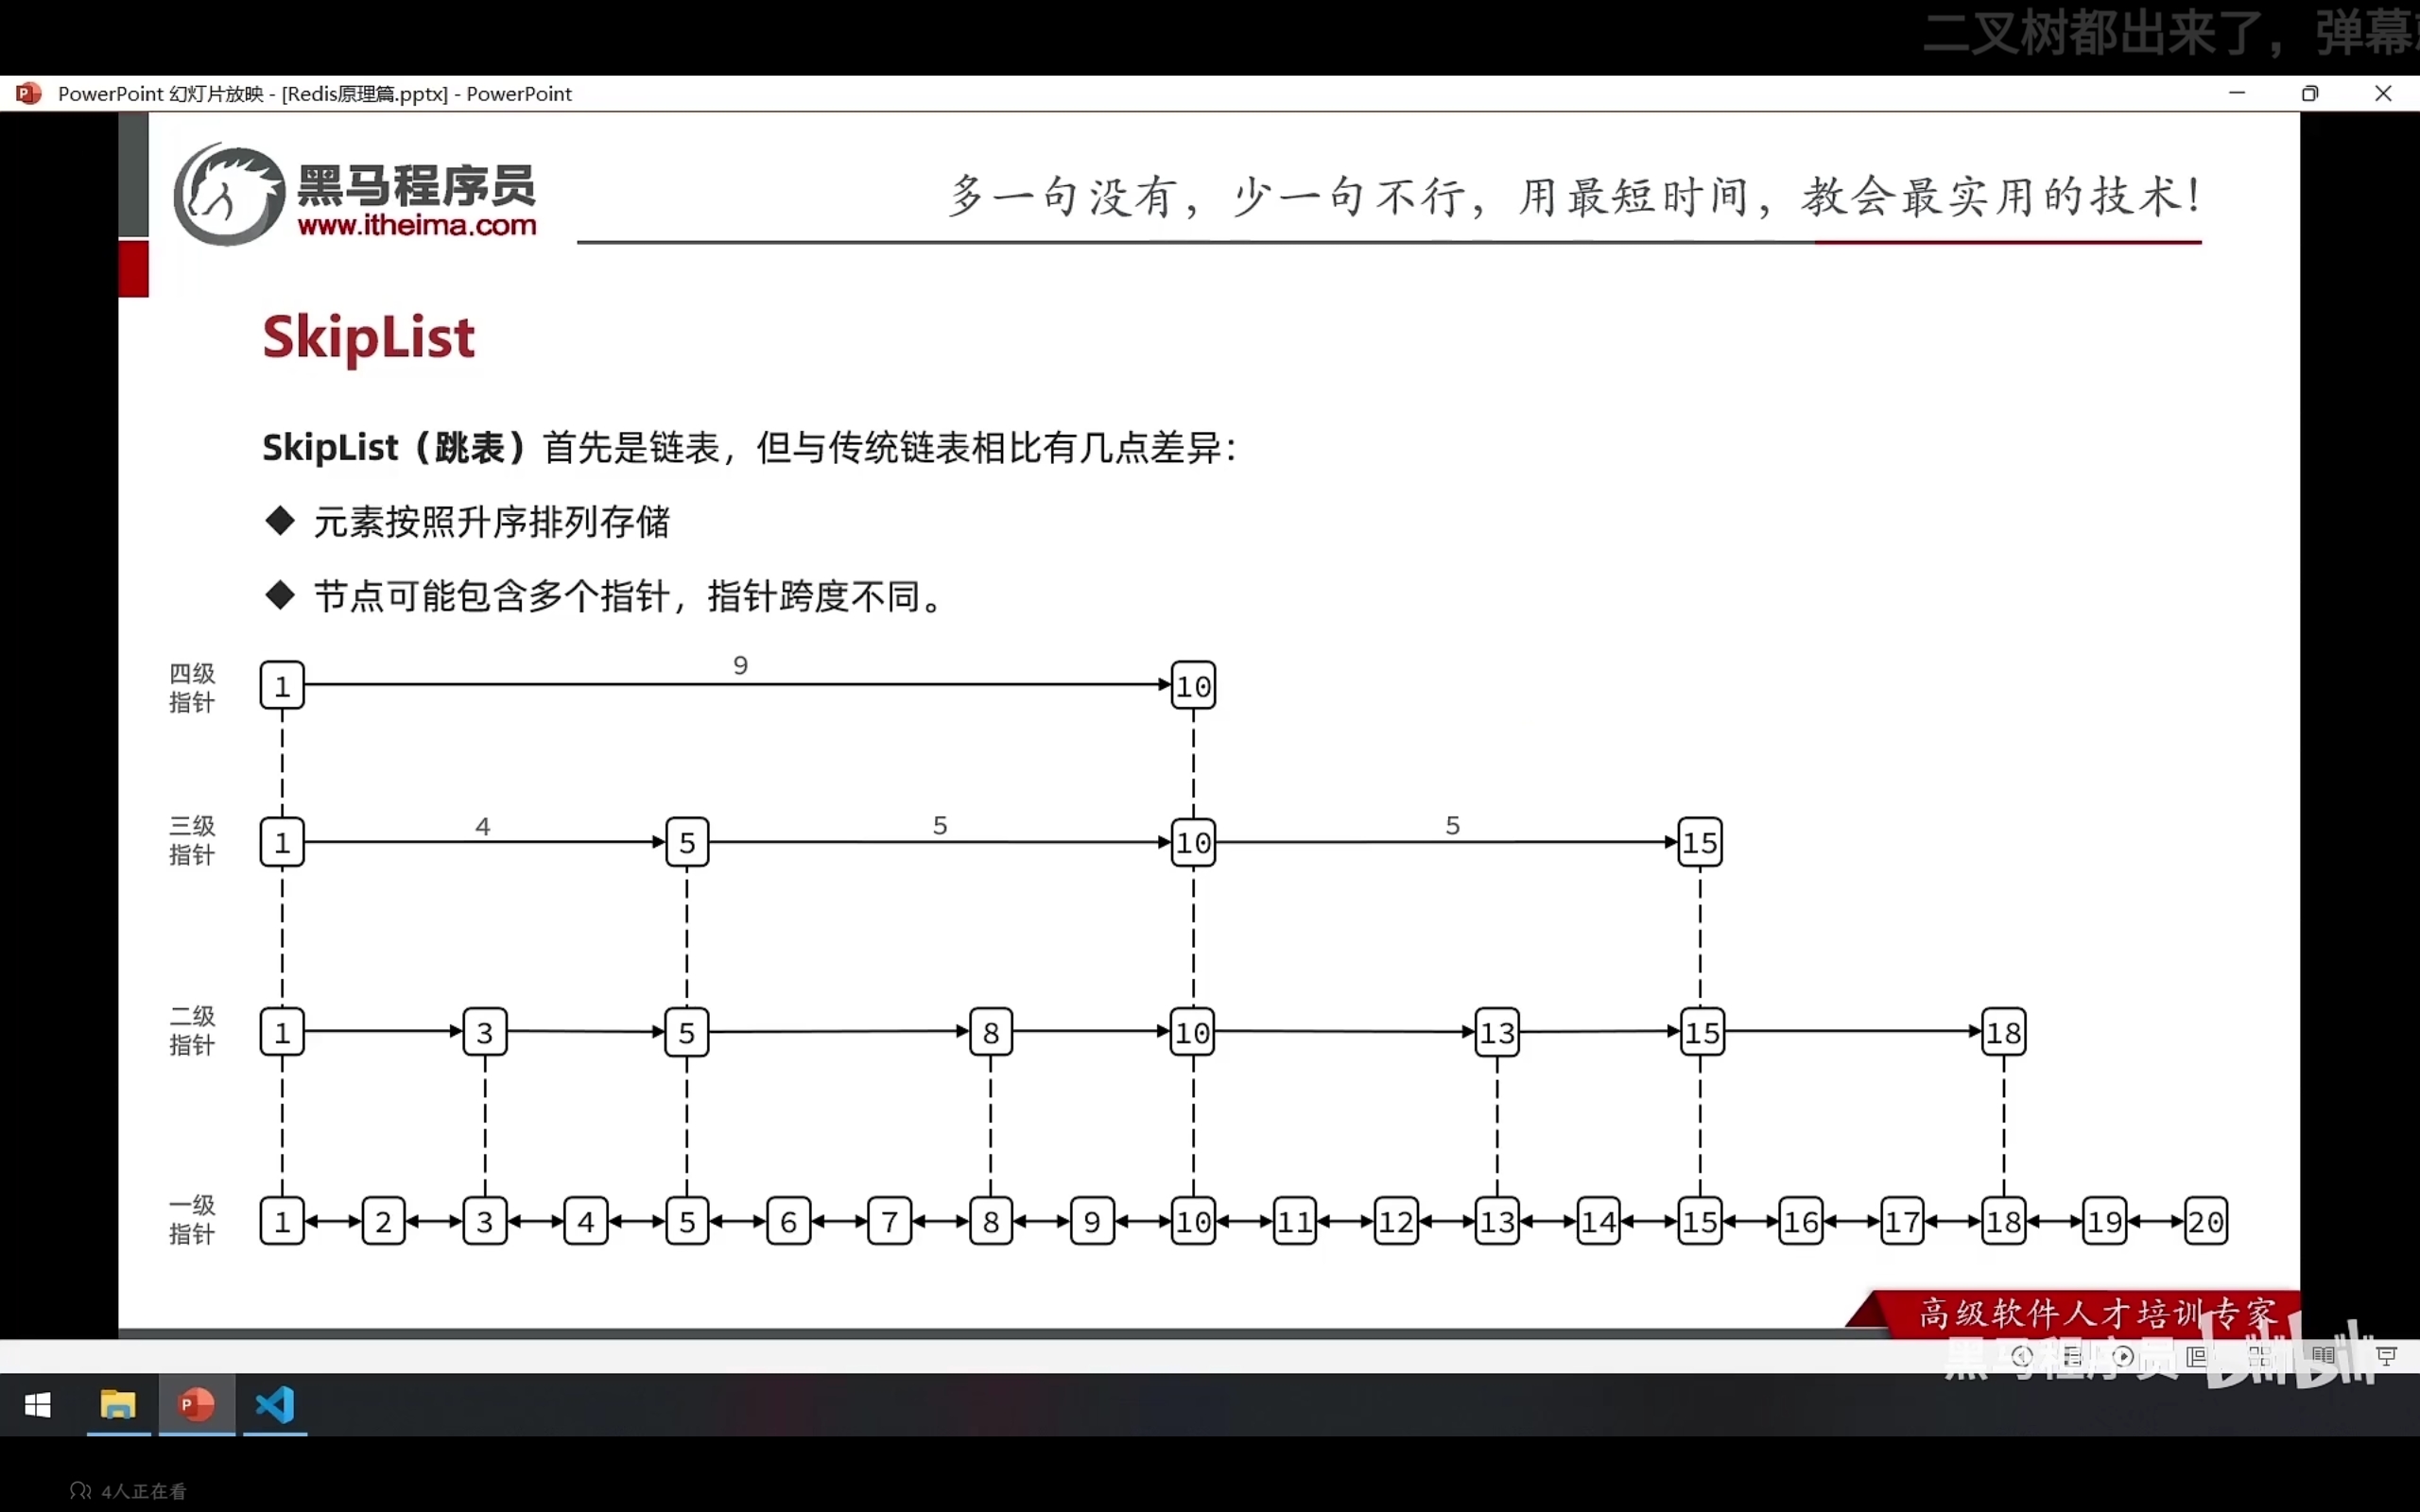 二叉树都出来了，弹幕
PowerPoint 幻灯片放映 - [Redis原理篇.pptx] - PowerPoint
黑马程序员
www.itheima.com
多一句没有，少一句不行，用最短时间，教会最实用的技术！
SkipList
SkipList（跳表）首先是链表，但与传统链表相比有几点差异：
◆ 元素按照升序排列存储
◆ 节点可能包含多个指针，指针跨度不同。
四级
指针
1 9 10
三级
指针
1 4 5 5 10 5 15
二级
指针
1 3 5 8 10 13 15 18
一级
指针
1 2 3 4 5 6 7 8 9 10 11 12 13 14 15 16 17 18 19 20
高级软件人才培训专家
黑马程序员 bilibili
4人正在看